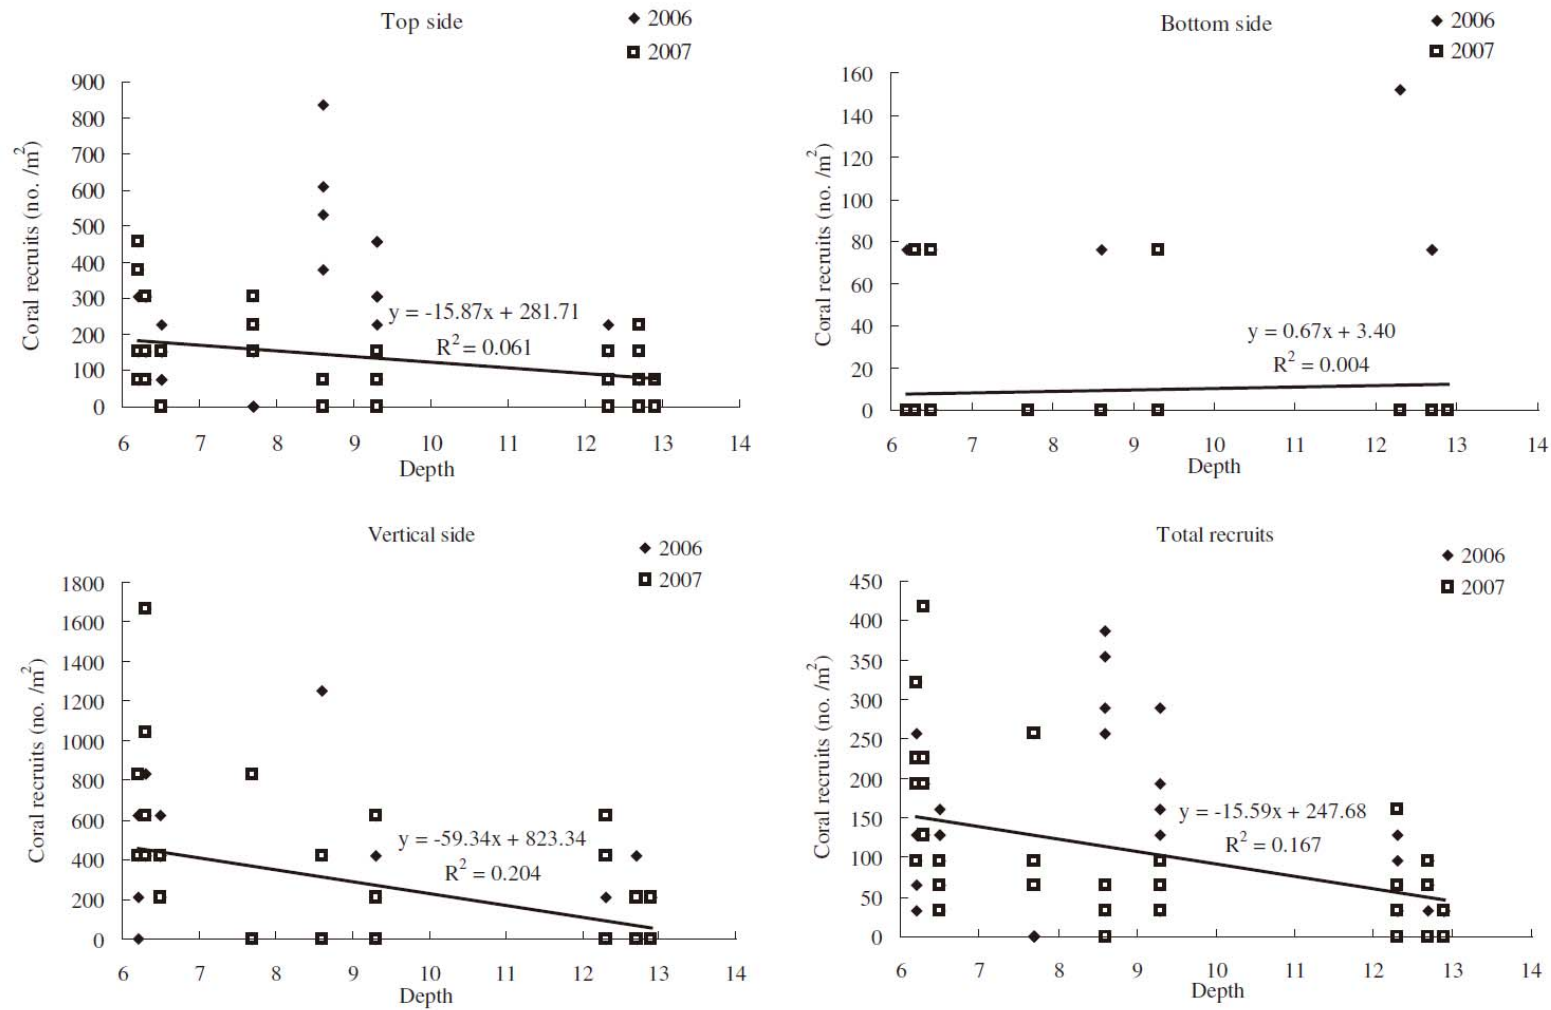 Top side
2006
2007
900
800
700
600
500
400
300
200
100
0
Coral recruits (no. /m²)
y = -15.87x + 281.71
R² = 0.061
6 7 8 9 10 11 12 13 14
Depth
Bottom side
2006
2007
160
140
120
100
80
60
40
20
0
Coral recruits (no. /m²)
y = 0.67x + 3.40
R² = 0.004
6 7 8 9 10 11 12 13 14
Depth
Vertical side
2006
2007
1800
1600
1400
1200
1000
800
600
400
200
0
Coral recruits (no. /m²)
y = -59.34x + 823.34
R² = 0.204
6 7 8 9 10 11 12 13 14
Depth
Total recruits
2006
2007
450
400
350
300
250
200
150
100
50
0
Coral recruits (no. /m²)
y = -15.59x + 247.68
R² = 0.167
6 7 8 9 10 11 12 13 14
Depth